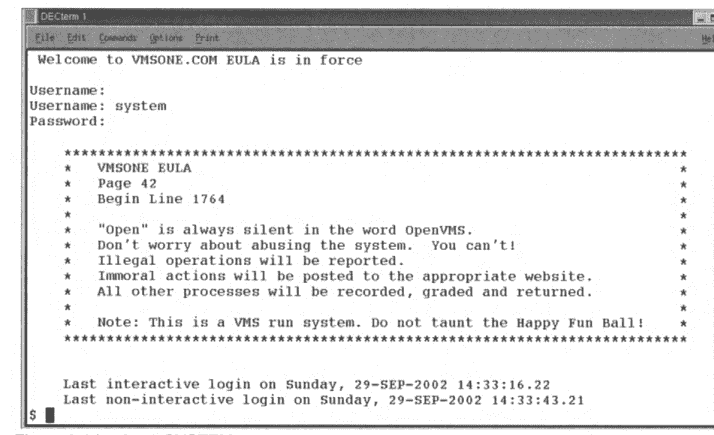 DECterm 1
File Edit Commands Options Print Hel
Welcome to VMSONE.COM EULA is in force
Username:
Username: system
Password:
*************************************************************************
* VMSONE EULA *
* Page 42 *
* Begin Line 1764 *
* *
* "Open" is always silent in the word OpenVMS. *
* Don't worry about abusing the system. You can't! *
* Illegal operations will be reported. *
* Immoral actions will be posted to the appropriate website. *
* All other processes will be recorded, graded and returned. *
* *
* Note: This is a VMS run system. Do not taunt the Happy Fun Ball! *
*************************************************************************
Last interactive login on Sunday, 29-SEP-2002 14:33:16.22
Last non-interactive login on Sunday, 29-SEP-2002 14:33:43.21
$